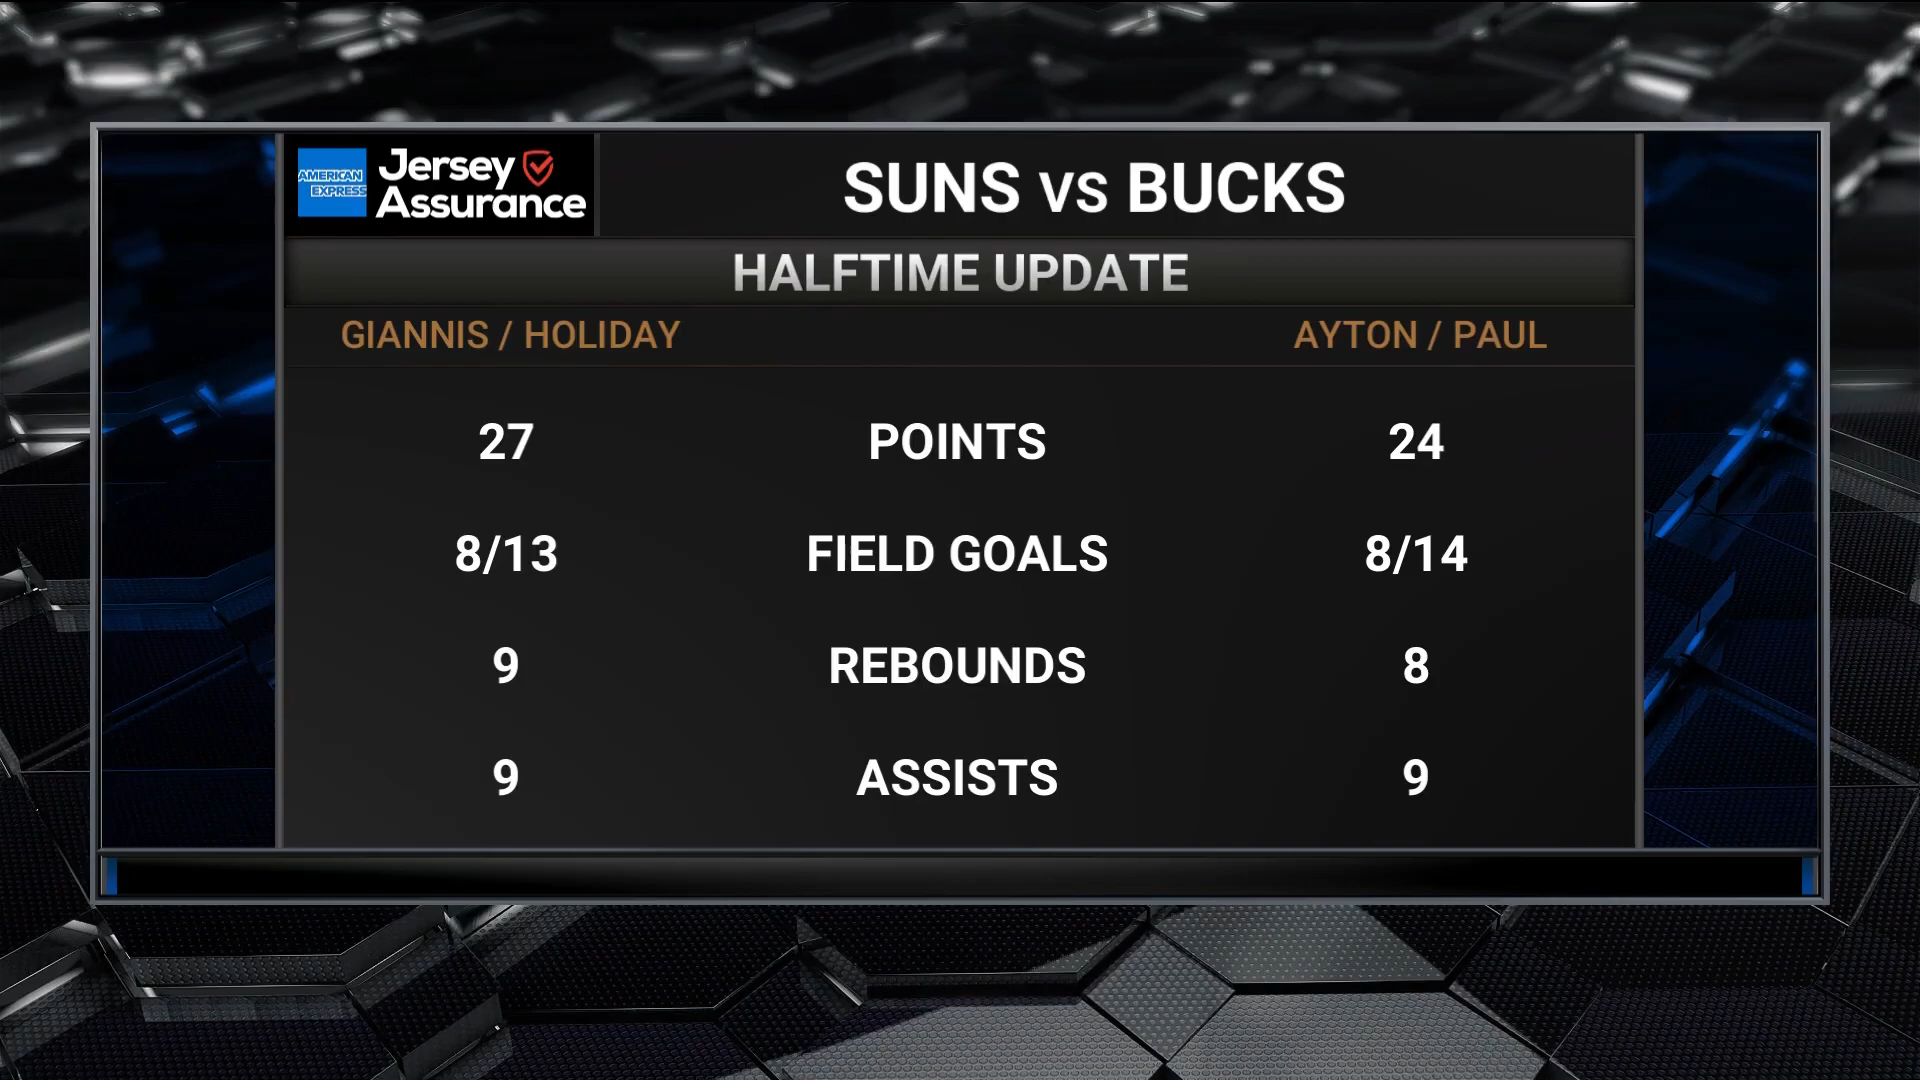 AMERICAN
EXPRESS
Jersey
Assurance
SUNS VS BUCKS
HALFTIME UPDATE
GIANNIS / HOLIDAY AYTON / PAUL
27 POINTS 24
8/13 FIELD GOALS 8/14
9 REBOUNDS 8
9 ASSISTS 9